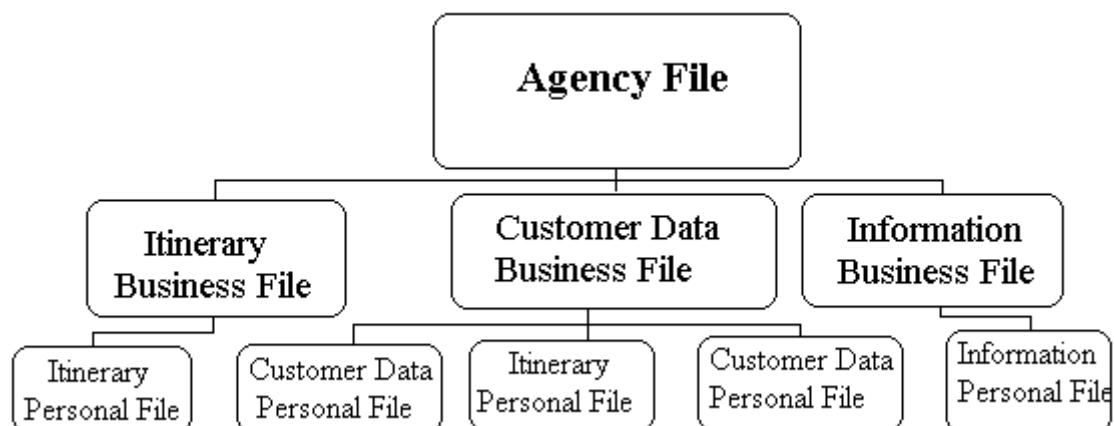 Agency File
Itinerary
Business File
Customer Data
Business File
Information
Business File
Itinerary
Personal File
Customer Data
Personal File
Itinerary
Personal File
Customer Data
Personal File
Information
Personal File